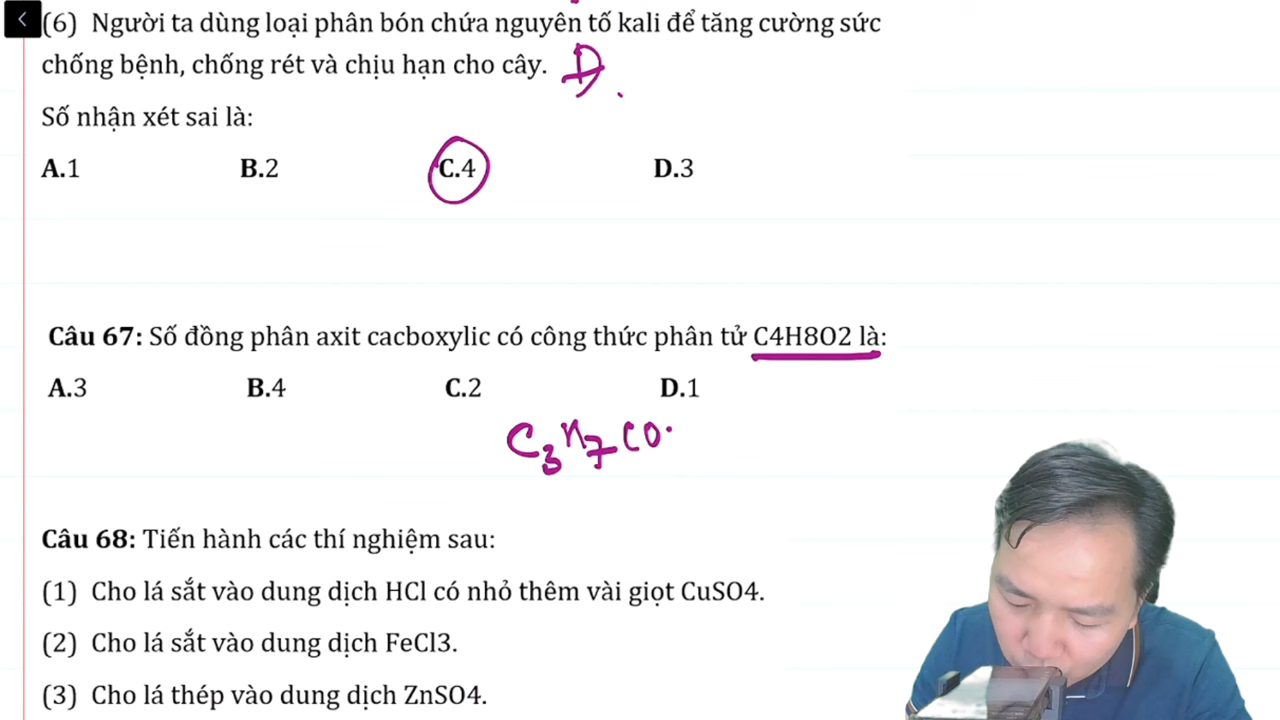 (6) Người ta dùng loại phân bón chứa nguyên tố kali để tăng cường sức
chống bệnh, chống rét và chịu hạn cho cây. Đ
Số nhận xét sai là:
A.1 B.2 C.4 D.3
Câu 67: Số đồng phân axit cacboxylic có công thức phân tử C4H8O2 là:
A.3 B.4 C.2 D.1
C3H7CO
Câu 68: Tiến hành các thí nghiệm sau:
(1) Cho lá sắt vào dung dịch HCl có nhỏ thêm vài giọt CuSO4.
(2) Cho lá sắt vào dung dịch FeCl3.
(3) Cho lá thép vào dung dịch ZnSO4.